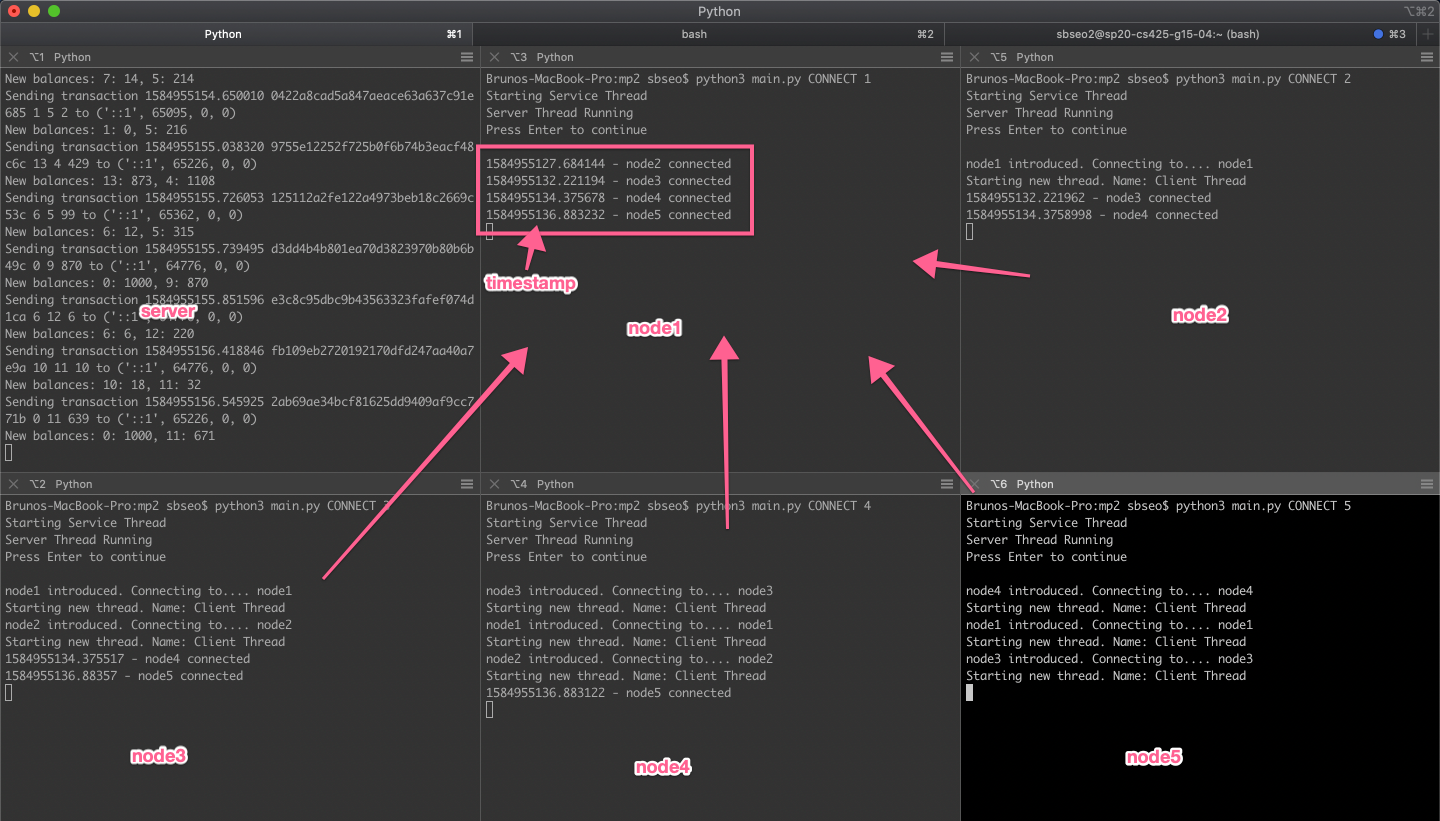 Python
⌥⌘2
Python ⌘1
bash ⌘2
sbseo2@sp20-cs425-g15-04:~ (bash) ⌘3
⌥1 Python
New balances: 7: 14, 5: 214
Sending transaction 1584955154.650010 0422a8cad5a847aeace63a637c91e
685 1 5 2 to ('::1', 65095, 0, 0)
New balances: 1: 0, 5: 216
Sending transaction 1584955155.038320 9755e12252f725b0f6b74b3eacf48
c6c 13 4 429 to ('::1', 65226, 0, 0)
New balances: 13: 873, 4: 1108
Sending transaction 1584955155.726053 125112a2fe122a4973beb18c2669c
53c 6 5 99 to ('::1', 65362, 0, 0)
New balances: 6: 12, 5: 315
Sending transaction 1584955155.739495 d3dd4b4b801ea70d3823970b80b6b
49c 0 9 870 to ('::1', 64776, 0, 0)
New balances: 0: 1000, 9: 870
Sending transaction 1584955155.851596 e3c8c95dbc9b43563323fafef074d
1ca 6 12 6 to ('::1', 0, 0)
New balances: 6: 6, 12: 220
Sending transaction 1584955156.418846 fb109eb2720192170dfd247aa40a7
e9a 10 11 10 to ('::1', 64776, 0, 0)
New balances: 10: 18, 11: 32
Sending transaction 1584955156.545925 2ab69ae34bcf81625dd9409af9cc7
71b 0 11 639 to ('::1', 65226, 0, 0)
New balances: 0: 1000, 11: 671
server
⌥3 Python
Brunos-MacBook-Pro:mp2 sbseo$ python3 main.py CONNECT 1
Starting Service Thread
Server Thread Running
Press Enter to continue
1584955127.684144 - node2 connected
1584955132.221194 - node3 connected
1584955134.375678 - node4 connected
1584955136.883232 - node5 connected
timestamp
node1
⌥5 Python
Brunos-MacBook-Pro:mp2 sbseo$ python3 main.py CONNECT 2
Starting Service Thread
Server Thread Running
Press Enter to continue
node1 introduced. Connecting to.... node1
Starting new thread. Name: Client Thread
1584955132.221962 - node3 connected
1584955134.3758998 - node4 connected
node2
⌥2 Python
Brunos-MacBook-Pro:mp2 sbseo$ python3 main.py CONNECT 3
Starting Service Thread
Server Thread Running
Press Enter to continue
node1 introduced. Connecting to.... node1
Starting new thread. Name: Client Thread
node2 introduced. Connecting to.... node2
Starting new thread. Name: Client Thread
1584955134.375517 - node4 connected
1584955136.88357 - node5 connected
node3
⌥4 Python
Brunos-MacBook-Pro:mp2 sbseo$ python3 main.py CONNECT 4
Starting Service Thread
Server Thread Running
Press Enter to continue
node3 introduced. Connecting to.... node3
Starting new thread. Name: Client Thread
node1 introduced. Connecting to.... node1
Starting new thread. Name: Client Thread
node2 introduced. Connecting to.... node2
Starting new thread. Name: Client Thread
1584955136.883122 - node5 connected
node4
⌥6 Python
Brunos-MacBook-Pro:mp2 sbseo$ python3 main.py CONNECT 5
Starting Service Thread
Server Thread Running
Press Enter to continue
node4 introduced. Connecting to.... node4
Starting new thread. Name: Client Thread
node1 introduced. Connecting to.... node1
Starting new thread. Name: Client Thread
node3 introduced. Connecting to.... node3
Starting new thread. Name: Client Thread
node5